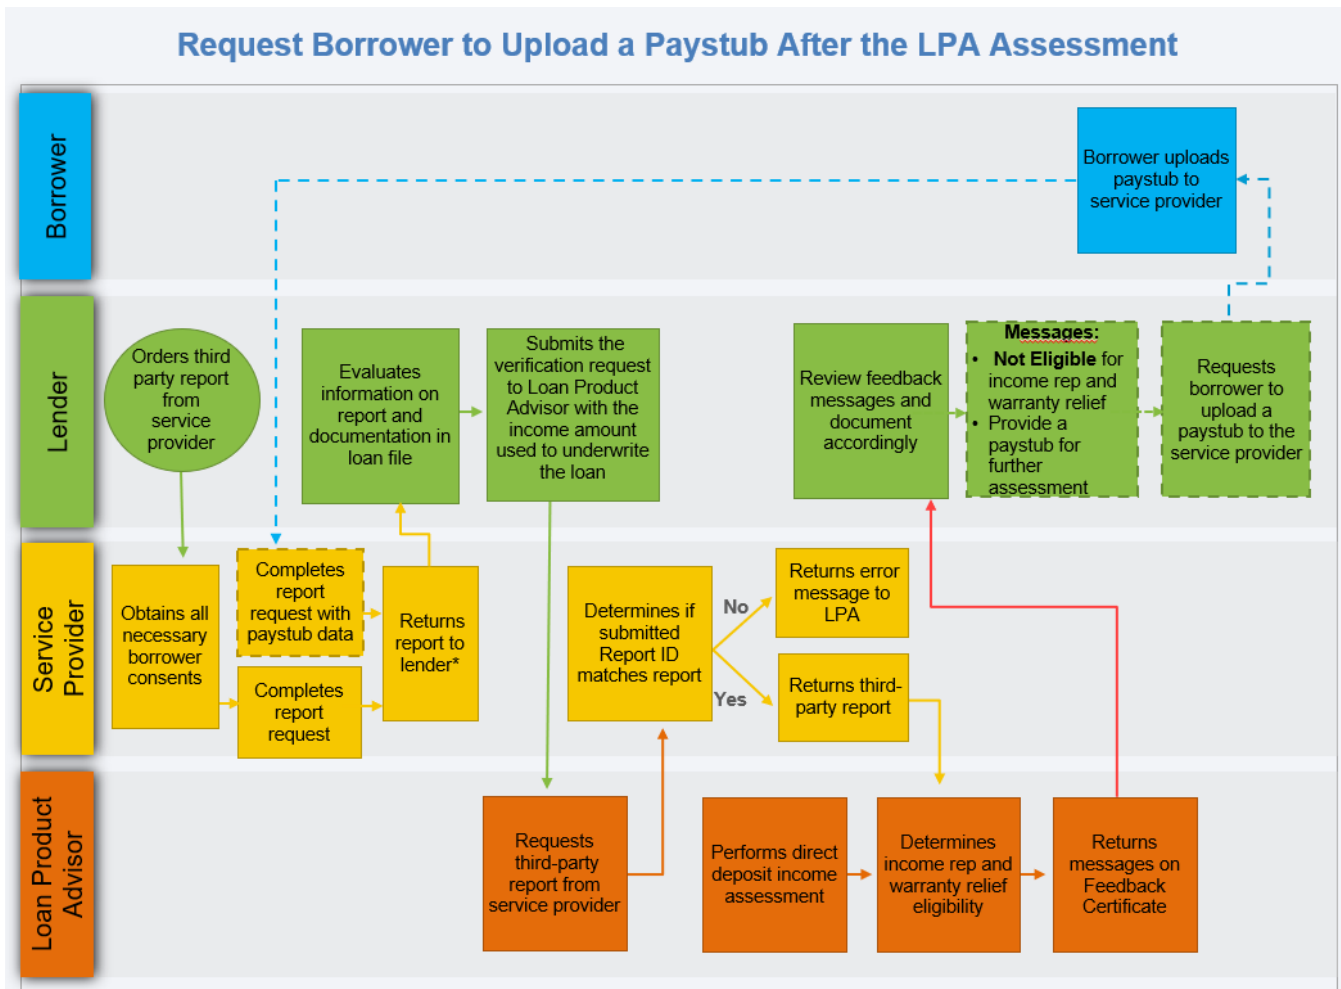 Request Borrower to Upload a Paystub After the LPA Assessment
Borrower
Borrower uploads
paystub to
service provider
Lender
Orders third
party report
from
service
provider
Evaluates
information on
report and
documentation in
loan file
Submits the
verification request
to Loan Product
Advisor with the
income amount
used to underwrite
the loan
Review feedback
messages and
document
accordingly
Messages:
• Not Eligible for
income rep and
warranty relief
• Provide a
paystub for
further
assessment
Requests
borrower to
upload a
paystub to the
service provider
Service
Provider
Obtains all
necessary
borrower
consents
Completes
report
request with
paystub data
Completes
report
request
Returns
report to
lender*
Determines if
submitted
Report ID
matches report
No
Yes
Returns error
message to
LPA
Returns third-
party report
Loan Product
Advisor
Requests
third-party
report from
service provider
Performs direct
deposit income
assessment
Determines
income rep and
warranty relief
eligibility
Returns
messages on
Feedback
Certificate